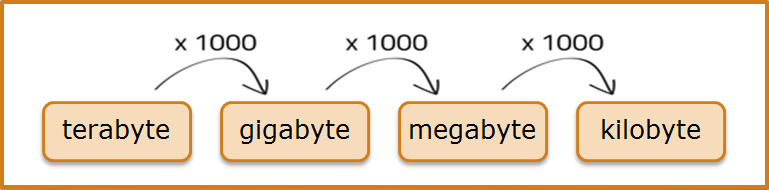 x 1000 x 1000 x 1000
terabyte gigabyte megabyte kilobyte